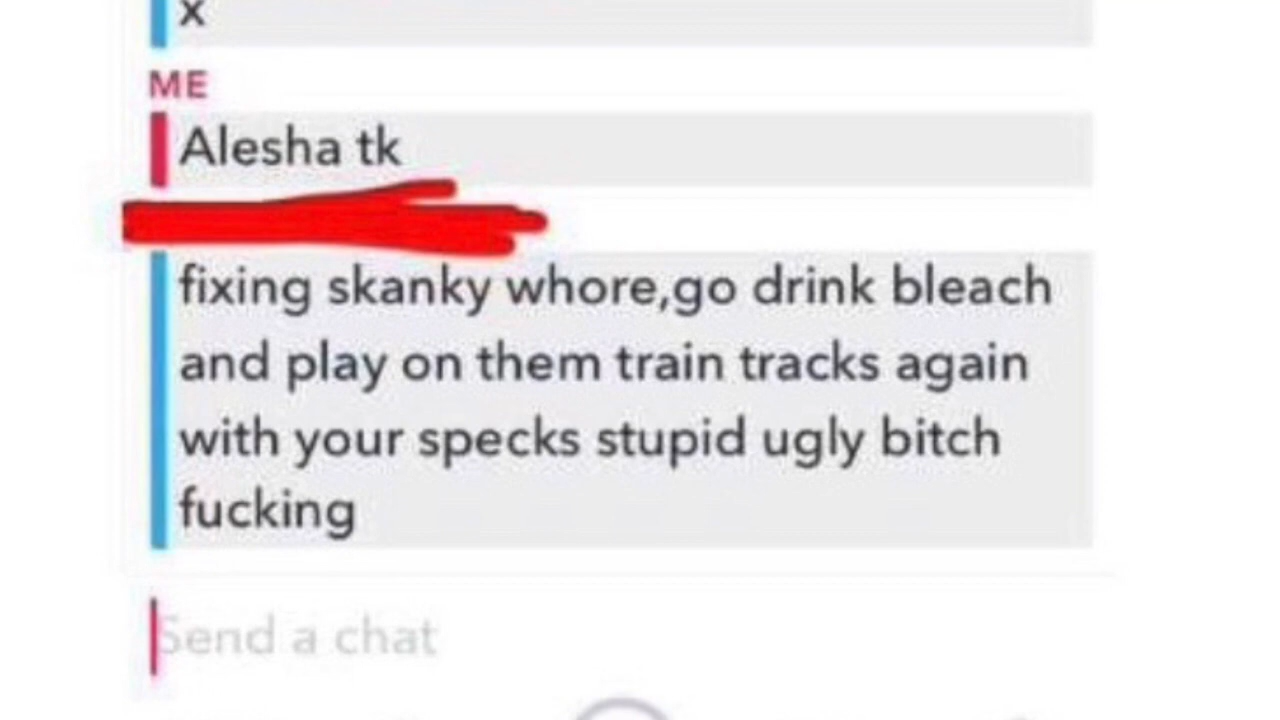 x
ME
Alesha tk
fixing skanky whore,go drink bleach
and play on them train tracks again
with your specks stupid ugly bitch
fucking
Send a chat